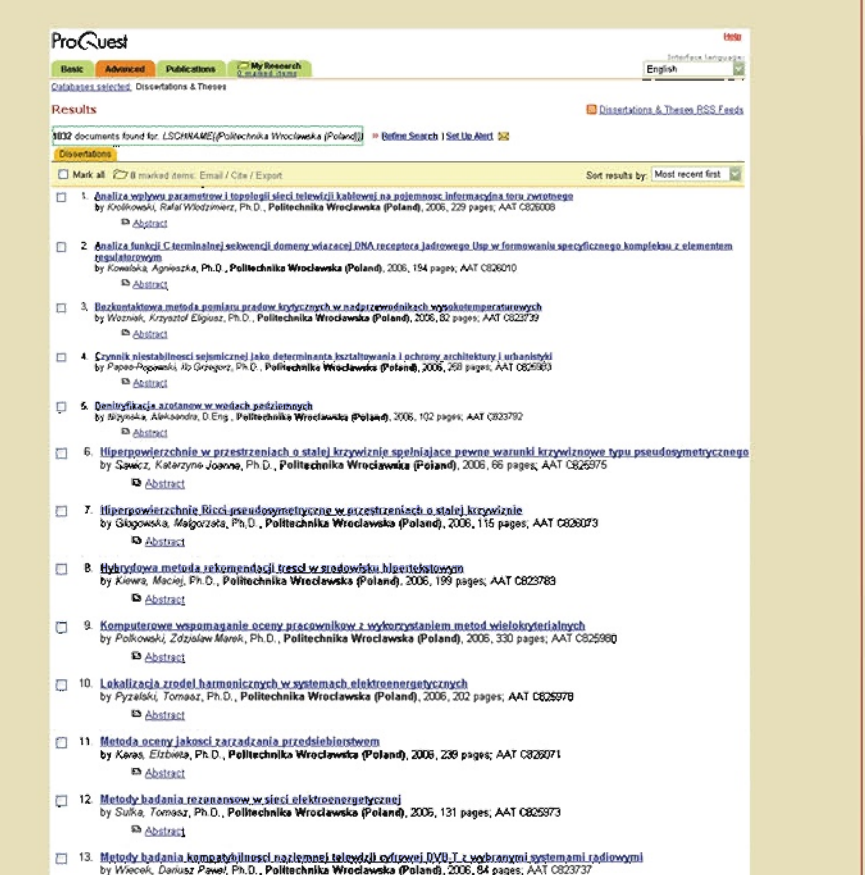 ProQuest
Help
Interface language:
Basic Advanced Publications My Research
0 marked items
English
Databases selected: Dissertations & Theses
Results
Dissertations & Theses RSS Feeds
1032 documents found for: LSCHNAME((Politechnika Wroclawska (Poland))) » Refine Search | Set Up Alert
Dissertations
Mark all 0 marked items: Email / Cite / Export
Sort results by: Most recent first
1. Analiza wplywu parametrow i topologii sieci telewizji kablowej na pojemnosc informacyjna toru zwrotnego
by Krolikowski, Rafal Wlodzimierz, Ph.D., Politechnika Wroclawska (Poland), 2006, 229 pages; AAT C826008
Abstract
2. Analiza funkcji C terminalnej sekwencji domeny wiazacej DNA receptora jadrowego Usp w formowaniu specyficznego kompleksu z elementem
regulatorowym
by Kowalska, Agnieszka, Ph.D., Politechnika Wroclawska (Poland), 2006, 194 pages; AAT C826010
Abstract
3. Bezkontaktowa metoda pomiaru pradow krytycznych w nadprzewodnikach wysokotemperaturowych
by Wozniak, Krzysztof Eligiusz, Ph.D., Politechnika Wroclawska (Poland), 2006, 82 pages; AAT C823739
Abstract
4. Czynnik niestabilnosci sejsmicznej jako determinanta ksztaltowania i ochrony architektury i urbanistyki
by Grzegorz, Ph.D., Politechnika Wroclawska (Poland), 2006, 268 pages; AAT
Abstract
5. Denitryfikacja azotanow w wodach podziemnych
by Aleksandra, D.Eng., Politechnika Wroclawska (Poland), 2006, 102 pages; AAT C823792
Abstract
6. Hiperpowierzchnie w przestrzeniach o stalej krzywiznie spelniajace pewne warunki krzywiznowe typu pseudosymetrycznego
by Sawicz, Katarzyna Joanna, Ph.D., Politechnika Wroclawska (Poland), 2006, 66 pages; AAT C825975
Abstract
7. Hiperpowierzchnie Ricci-pseudosymetryczne w przestrzeniach o stalej krzywiznie
by Glogowska, Malgorzata, Ph.D., Politechnika Wroclawska (Poland), 2006, 115 pages; AAT C826073
Abstract
8. Hybrydowa metoda rekomendacji tresci w srodowisku hipertekstowym
by Kiewra, Maciej, Ph.D., Politechnika Wroclawska (Poland), 2006, 199 pages; AAT C823783
Abstract
9. Komputerowe wspomaganie oceny pracownikow z wykorzystaniem metod wielokryterialnych
by Polkowski, Zdzislaw Marek, Ph.D., Politechnika Wroclawska (Poland), 2006, 330 pages; AAT C825980
Abstract
10. Lokalizacja zrodel harmonicznych w systemach elektroenergetycznych
by Pyzalski, Tomasz, Ph.D., Politechnika Wroclawska (Poland), 2006, 202 pages; AAT C825978
Abstract
11. Metoda oceny jakosci zarzadzania przedsiebiorstwem
by Karas, Elzbieta, Ph.D., Politechnika Wroclawska (Poland), 2006, 239 pages; AAT C826071
Abstract
12. Metody badania rezonansow w sieci elektroenergetycznej
by Sulka, Tomasz, Ph.D., Politechnika Wroclawska (Poland), 2006, 131 pages; AAT C825973
Abstract
13. Metody badania kompatybilnosci naziemnej telewizji cyfrowej DVB-T z wybranymi systemami radiowymi
by Wiecek, Dariusz Pawel, Ph.D., Politechnika Wroclawska (Poland), 2006, 84 pages; AAT C823737